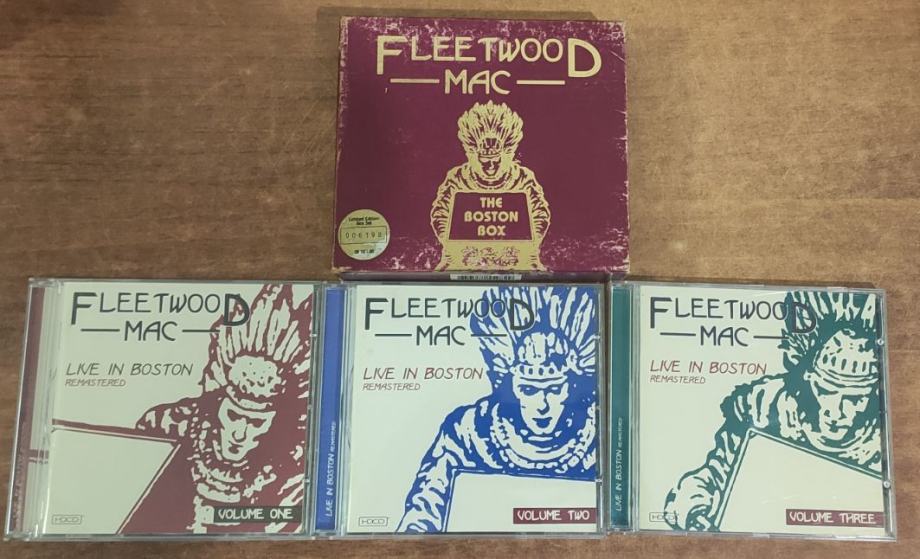 FLEETWOOD
MAC
THE
BOSTON
BOX
Limited Edition
Box Set
006198
FLEETWOOD
MAC
LIVE IN BOSTON
REMASTERED
HDCD
VOLUME ONE
LIVE IN BOSTON REMASTERED
FLEETWOOD
MAC
LIVE IN BOSTON
REMASTERED
HDCD
VOLUME TWO
LIVE IN BOSTON REMASTERED
FLEETWOOD
MAC
LIVE IN BOSTON
REMASTERED
HDCD
VOLUME THREE